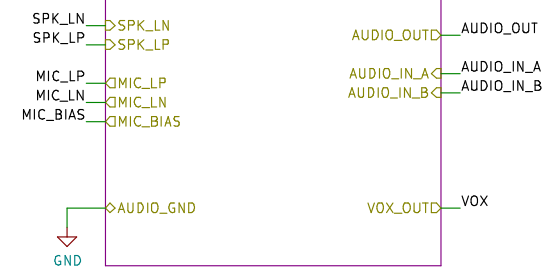 SPK_LN
SPK_LP
MIC_LP
MIC_LN
MIC_BIAS
GND
SPK_LN
SPK_LP
MIC_LP
MIC_LN
MIC_BIAS
AUDIO_GND
AUDIO_OUT
AUDIO_IN_A
AUDIO_IN_B
VOX_OUT
AUDIO_OUT
AUDIO_IN_A
AUDIO_IN_B
VOX